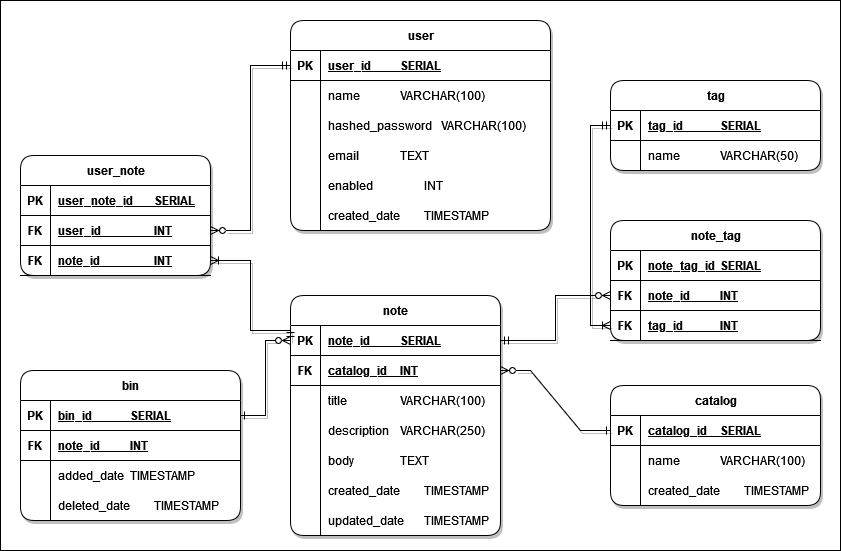 user
PK user_id SERIAL
name VARCHAR(100)
hashed_password VARCHAR(100)
email TEXT
enabled INT
created_date TIMESTAMP
tag
PK tag_id SERIAL
name VARCHAR(50)
user_note
PK user_note_id SERIAL
FK user_id INT
FK note_id INT
note_tag
PK note_tag_id SERIAL
FK note_id INT
FK tag_id INT
note
PK note_id SERIAL
FK catalog_id INT
title VARCHAR(100)
description VARCHAR(250)
body TEXT
created_date TIMESTAMP
updated_date TIMESTAMP
bin
PK bin_id SERIAL
FK note_id INT
added_date TIMESTAMP
deleted_date TIMESTAMP
catalog
PK catalog_id SERIAL
name VARCHAR(100)
created_date TIMESTAMP